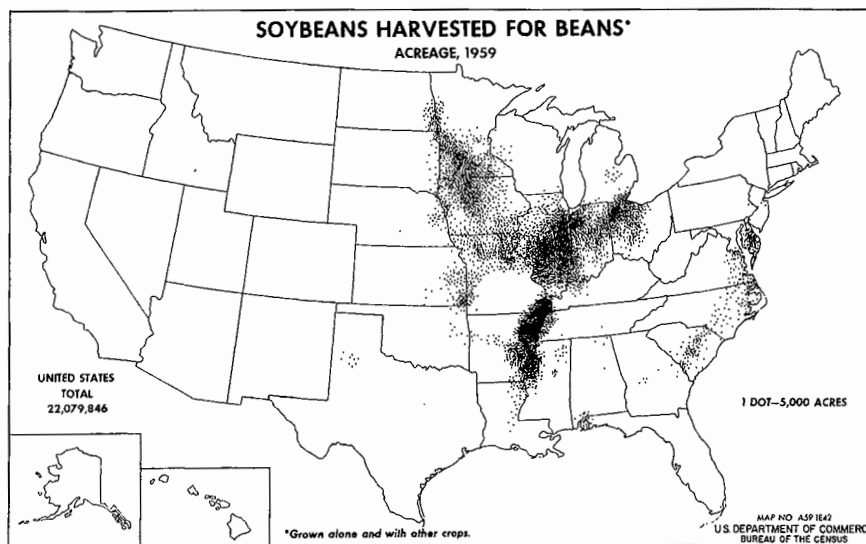 SOYBEANS HARVESTED FOR BEANS*
ACREAGE, 1959
UNITED STATES
TOTAL
22,079,846
1 DOT—5,000 ACRES
*Grown alone and with other crops.
MAP NO. A59 1E42
U.S. DEPARTMENT OF COMMERC
BUREAU OF THE CENSUS